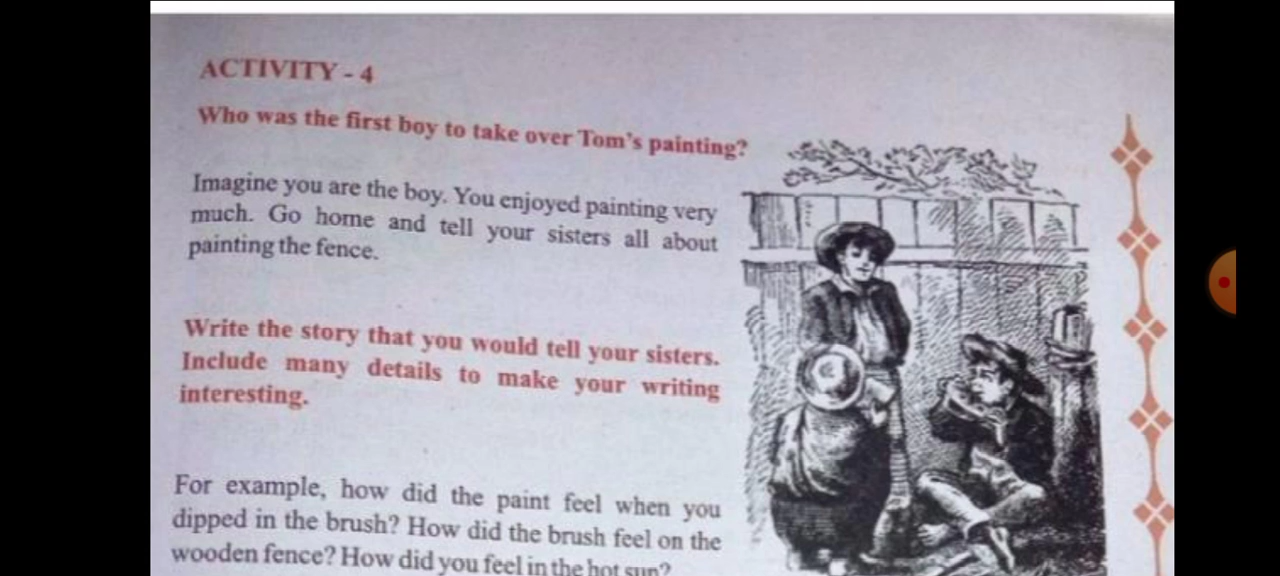 ACTIVITY - 4
Who was the first boy to take over Tom's painting?
Imagine you are the boy. You enjoyed painting very
much. Go home and tell your sisters all about
painting the fence.
Write the story that you would tell your sisters.
Include many details to make your writing
interesting.
For example, how did the paint feel when you
dipped in the brush? How did the brush feel on the
wooden fence? How did you feel in the hot sun?